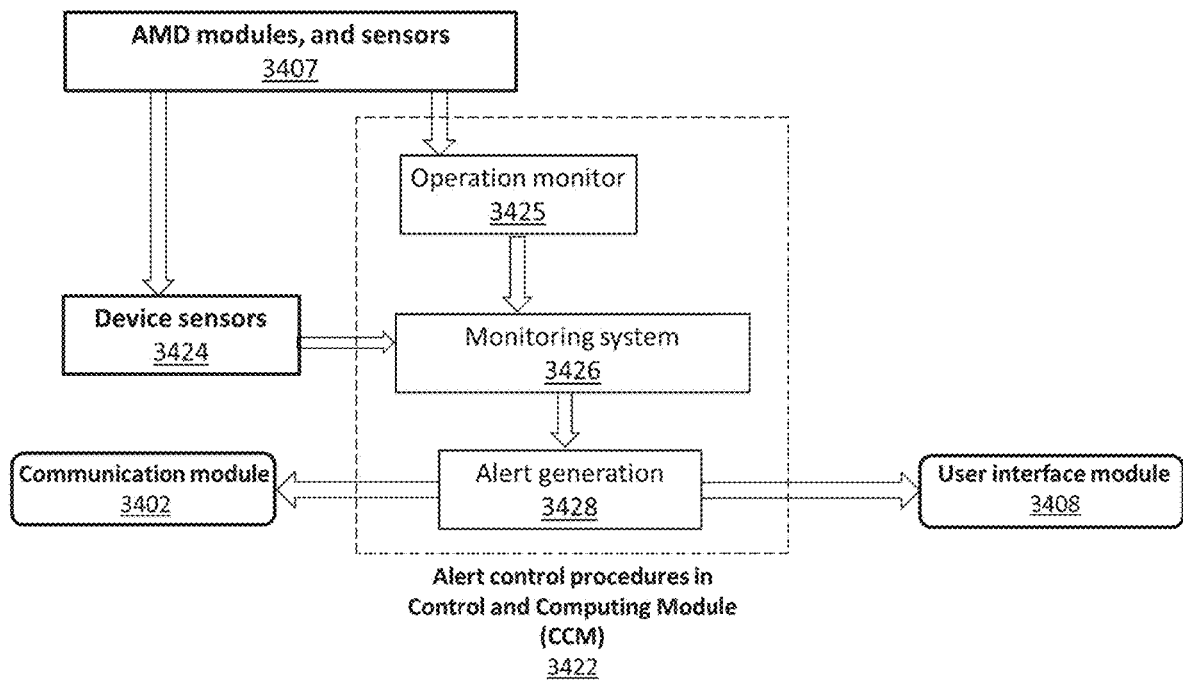 AMD modules, and sensors
3407
Operation monitor
3425
Device sensors
3424
Monitoring system
3426
Communication module
3402
Alert generation
3428
User interface module
3408
Alert control procedures in
Control and Computing Module
(CCM)
3422